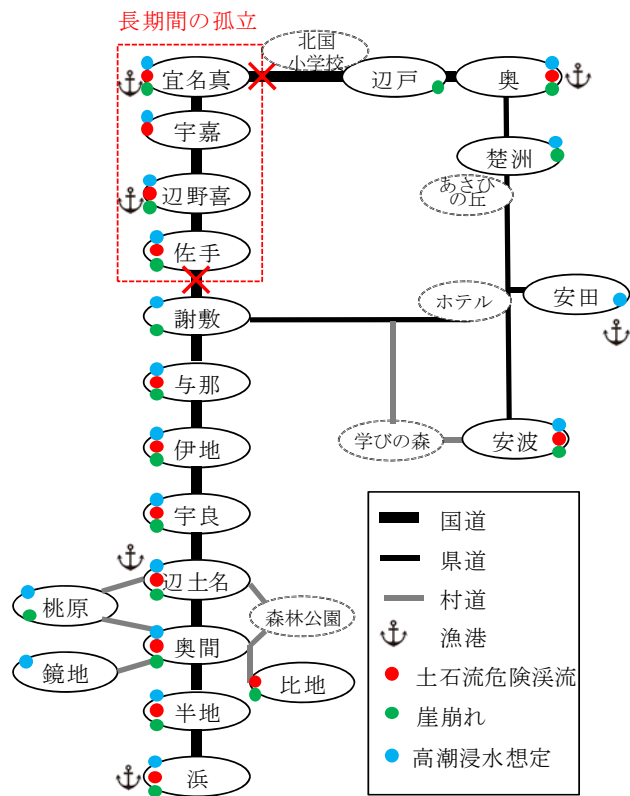 長期間の孤立
北国
小学校
宜名真
辺戸
奥
宇嘉
楚洲
辺野喜
あさひ
の丘
佐手
ホテル
安田
謝敷
与那
学びの森
安波
伊地
宇良
辺土名
桃原
森林公園
奥間
鏡地
比地
半地
浜
国道
県道
村道
漁港
土石流危険渓流
崖崩れ
高潮浸水想定